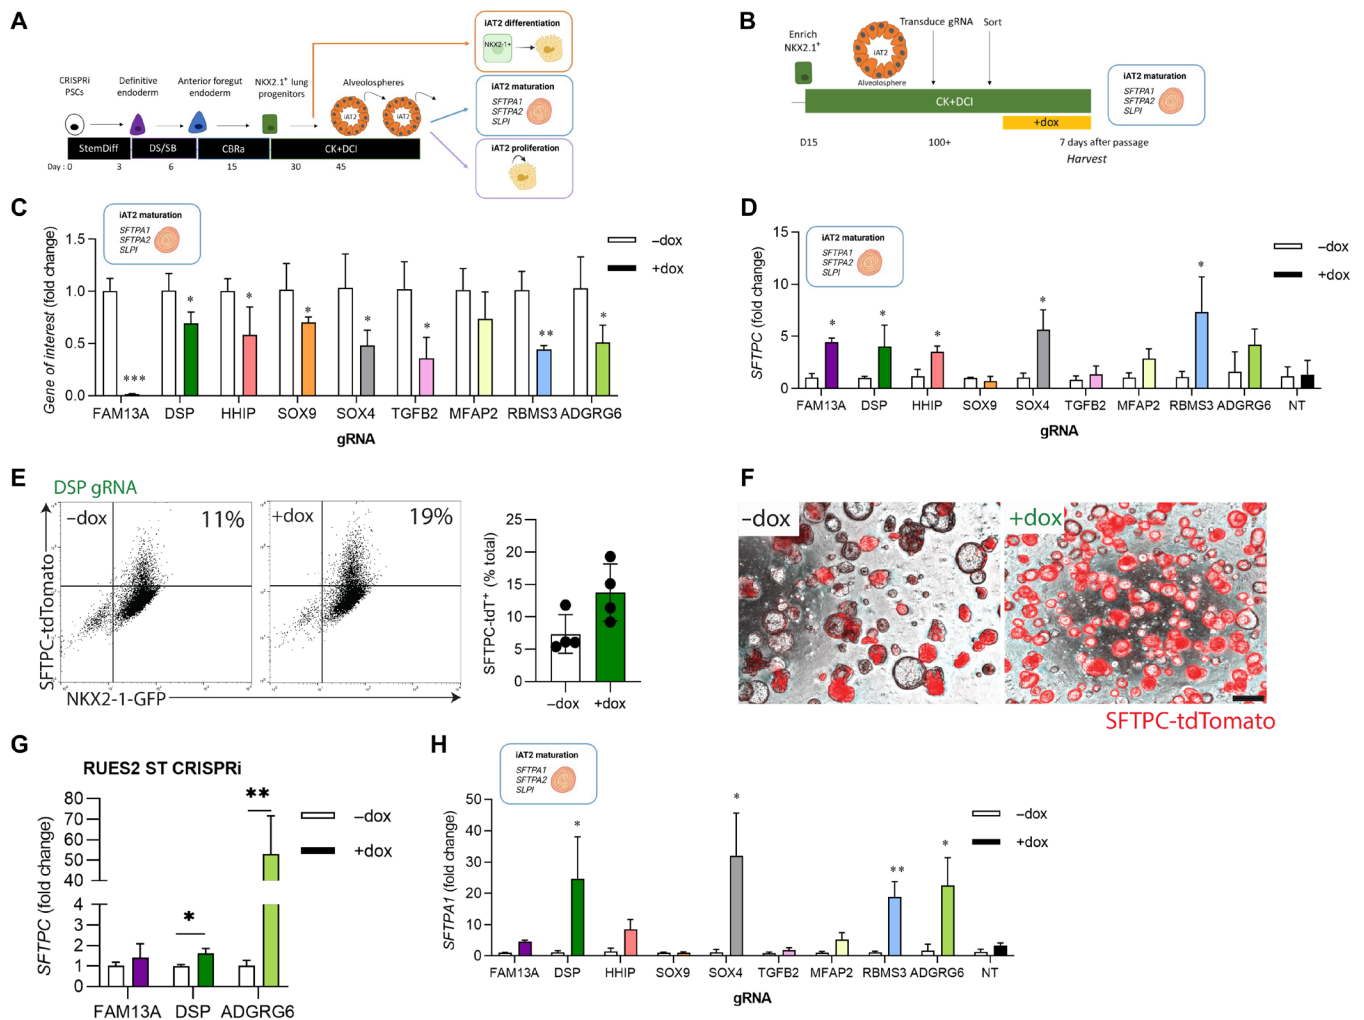 A
CRISPRi
PSCs
Definitive
endoderm
Anterior foregut
endoderm
NKX2.1+ lung
progenitors
Alveolospheres
iAT2
iAT2
StemDiff
DS/SB
CBRa
CK+DCI
Day : 0
3
6
15
30
45
iAT2 differentiation
NKX2-1+
iAT2 maturation
SFTPA1
SFTPA2
SLPI
iAT2 proliferation
B
Enrich
NKX2.1+
iAT2
Alveolosphere
Transduce gRNA
Sort
CK+DCI
+dox
D15
100+
7 days after passage
Harvest
iAT2 maturation
SFTPA1
SFTPA2
SLPI
C
iAT2 maturation
SFTPA1
SFTPA2
SLPI
–dox
+dox
Gene of interest (fold change)
1.5
1.0
0.5
0.0
***
*
*
*
*
*
**
*
FAM13A
DSP
HHIP
SOX9
SOX4
TGFB2
MFAP2
RBMS3
ADGRG6
gRNA
D
iAT2 maturation
SFTPA1
SFTPA2
SLPI
–dox
+dox
SFTPC (fold change)
15
10
5
0
*
*
*
*
*
FAM13A
DSP
HHIP
SOX9
SOX4
TGFB2
MFAP2
RBMS3
ADGRG6
NT
gRNA
E
DSP gRNA
–dox
11%
+dox
19%
SFTPC-tdTomato
NKX2-1-GFP
SFTPC-tdT+ (% total)
25
20
15
10
5
0
–dox
+dox
F
–dox
+dox
SFTPC-tdTomato
G
RUES2 ST CRISPRi
–dox
+dox
SFTPC (fold change)
80
70
60
50
40
4
3
2
1
0
*
**
FAM13A
DSP
ADGRG6
H
iAT2 maturation
SFTPA1
SFTPA2
SLPI
–dox
+dox
SFTPA1 (fold change)
50
40
30
20
10
0
*
*
**
*
FAM13A
DSP
HHIP
SOX9
SOX4
TGFB2
MFAP2
RBMS3
ADGRG6
NT
gRNA